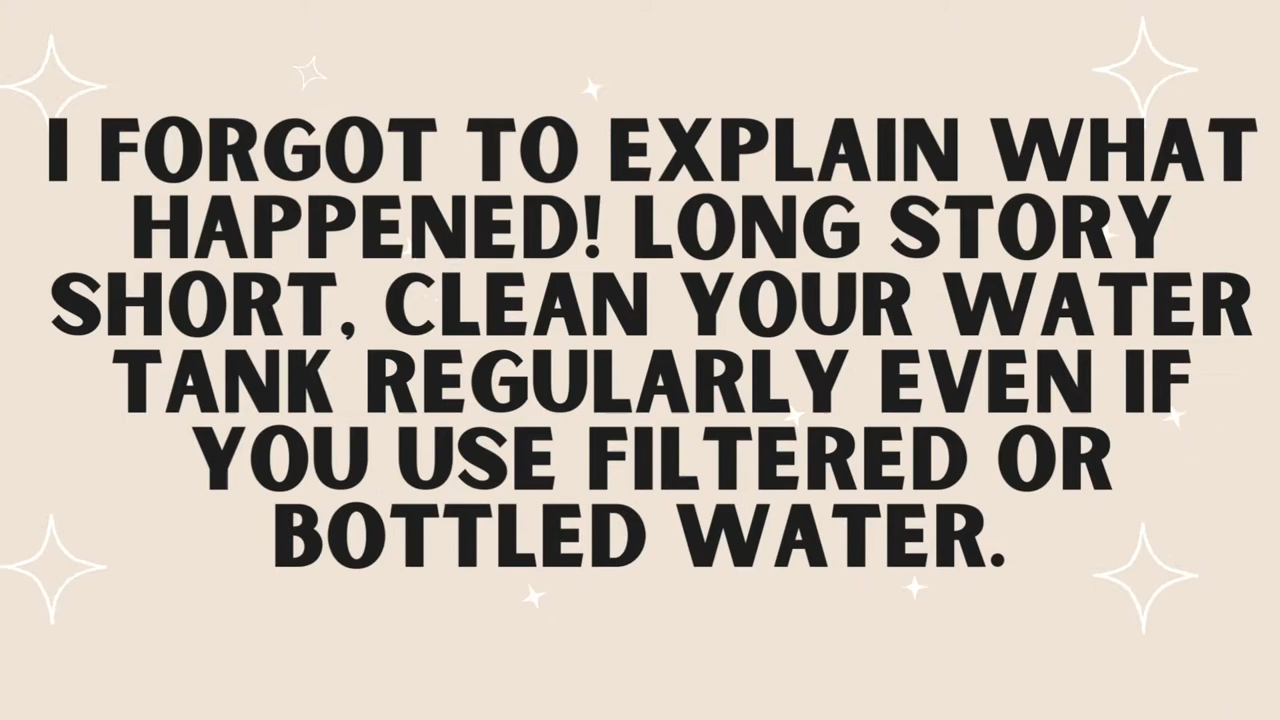 I FORGOT TO EXPLAIN WHAT
HAPPENED! LONG STORY
SHORT, CLEAN YOUR WATER
TANK REGULARLY EVEN IF
YOU USE FILTERED OR
BOTTLED WATER.